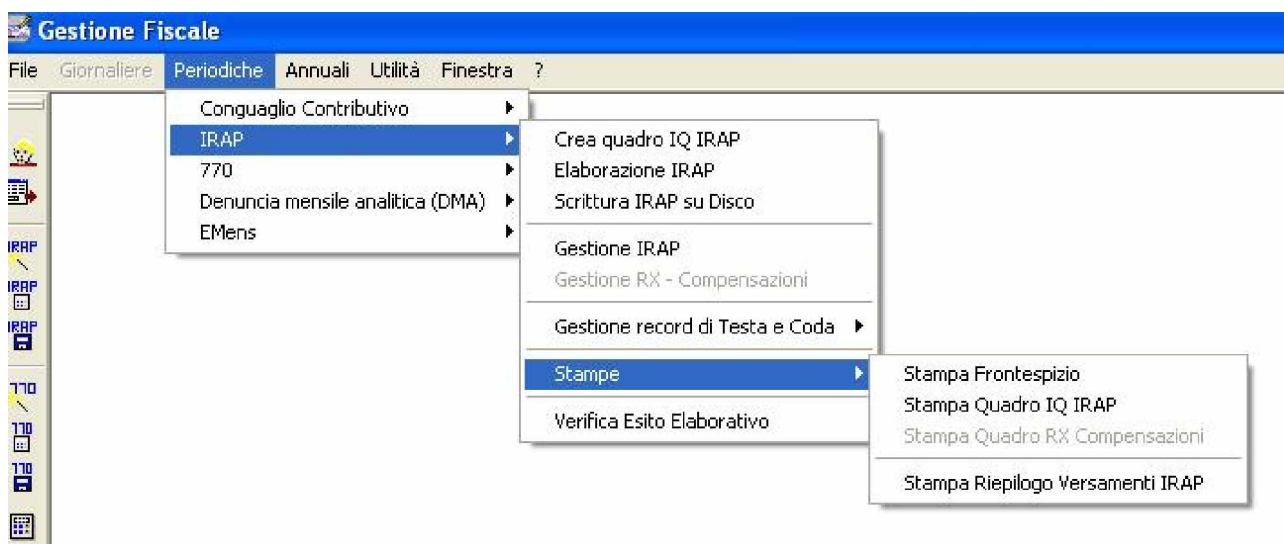 Gestione Fiscale
File Giornaliere Periodiche Annuali Utilità Finestra ?
Conguaglio Contributivo
IRAP
770
Denuncia mensile analitica (DMA)
EMens
Crea quadro IQ IRAP
Elaborazione IRAP
Scrittura IRAP su Disco
Gestione IRAP
Gestione RX - Compensazioni
Gestione record di Testa e Coda
Stampe
Verifica Esito Elaborativo
Stampa Frontespizio
Stampa Quadro IQ IRAP
Stampa Quadro RX Compensazioni
Stampa Riepilogo Versamenti IRAP
IRAP
IRAP
IRAP
770
770
770